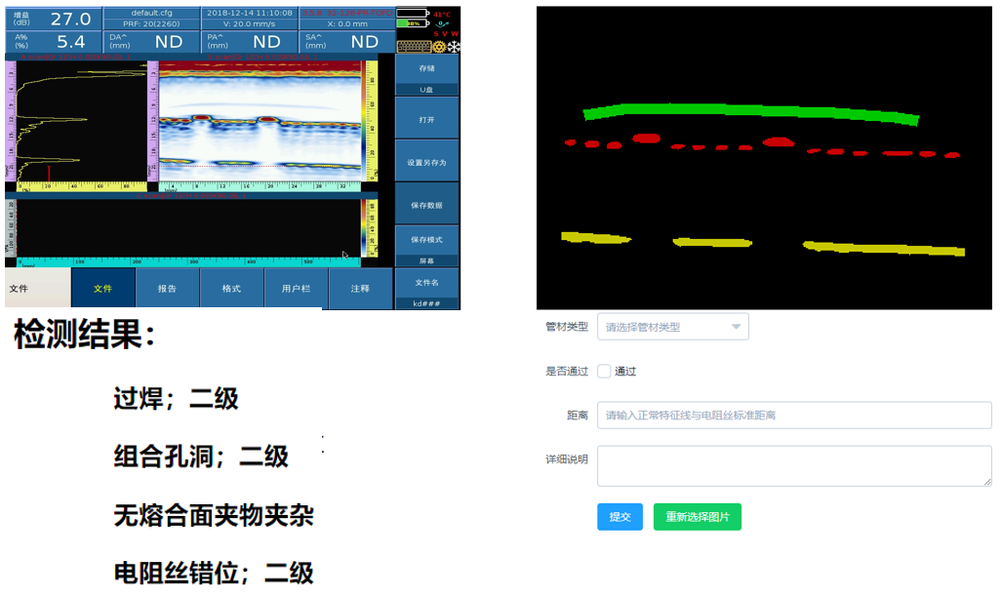 增益
(dB)
27.0
default.cfg
PRF: 20(2260)
2018-12-14 11:10:08
V: 20.0 mm/s
X: 0.0 mm
41°C
S V W
A%
(%)
5.4
DA^
(mm)
ND
PA^
(mm)
ND
SA^
(mm)
ND
存储
U盘
打开
设置另存为
保存数据
保存模式
屏幕
文件名
kd###
文件
文件
报告
格式
用户栏
注释
检测结果：
过焊；二级
组合孔洞；二级
无熔合面夹物夹杂
电阻丝错位；二级
管材类型
请选择管材类型
是否通过
通过
距离
请输入正常特征线与电阻丝标准距离
详细说明
提交
重新选择图片